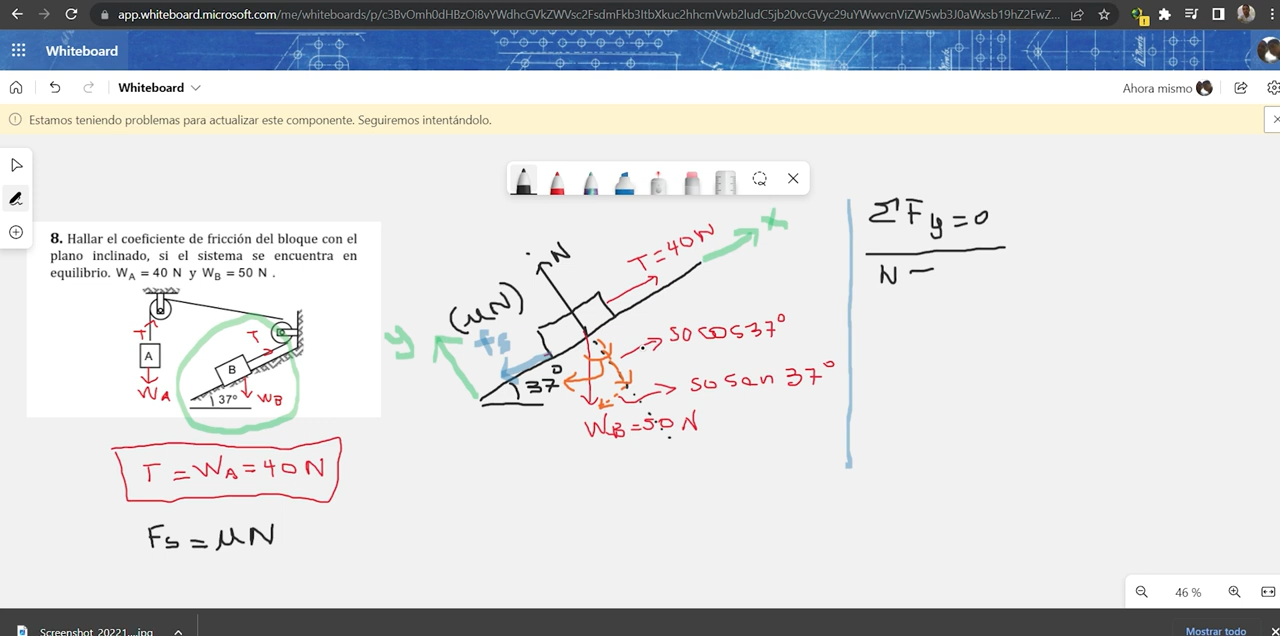 app.whiteboard.microsoft.com/me/whiteboards/p/
Whiteboard
Whiteboard
Ahora mismo
Estamos teniendo problemas para actualizar este componente. Seguiremos intentándolo.
8. Hallar el coeficiente de fricción del bloque con el
plano inclinado, si el sistema se encuentra en
equilibrio. WA = 40 N y WB = 50 N .
T
A
WA
T
B
37°
WB
T = WA = 40 N
Fs = μN
y
(μN)
fs
N
T = 40 N
x
37°
50 cos 37°
50 sen 37°
WB = 50 N
ΣFy = 0
N −
46 %
Screenshot_20221....jpg
Mostrar todo